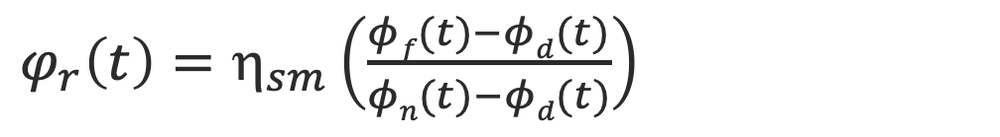 φ_r(t) = η_sm (ϕ_f(t)−ϕ_d(t) / ϕ_n(t)−ϕ_d(t))